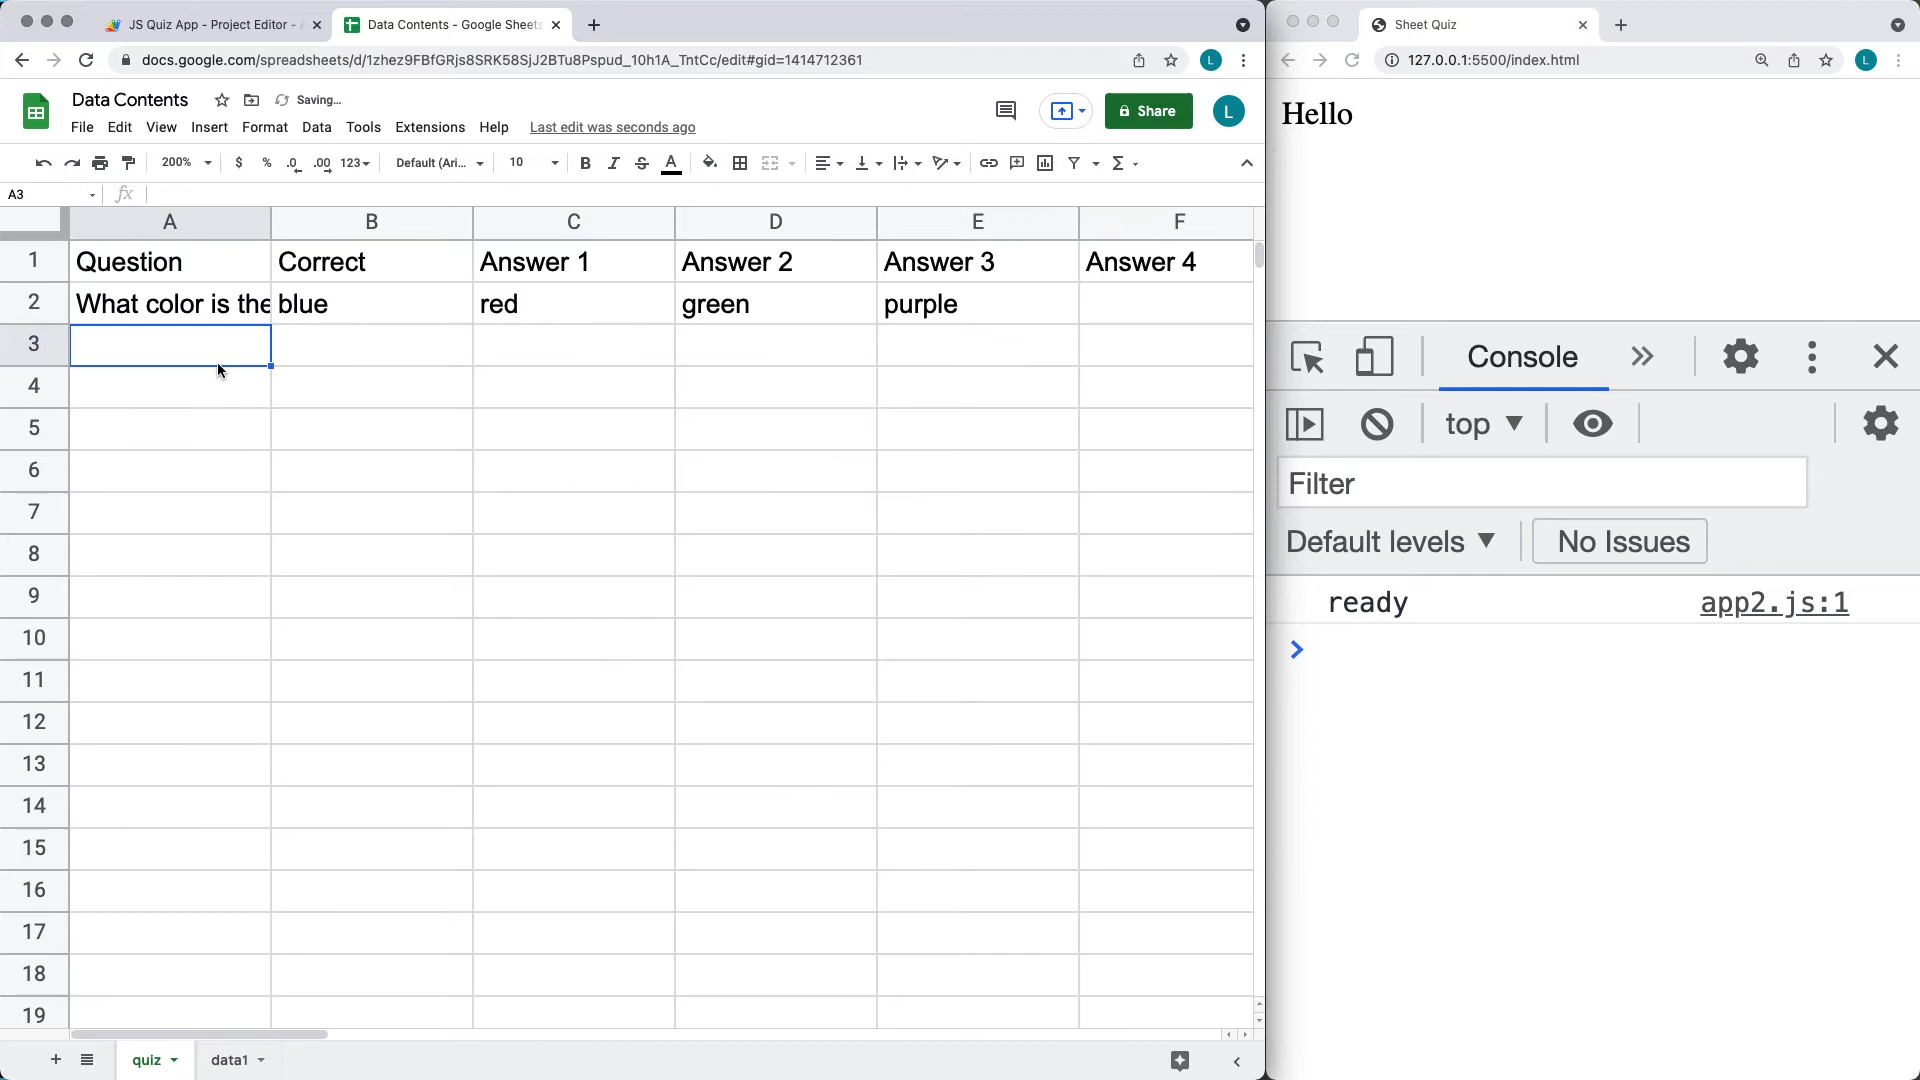 JS Quiz App - Project Editor -
Data Contents - Google Sheets
docs.google.com/spreadsheets/d/1zhez9FBfGRjs8SRK58SjJ2BTu8Pspud_10h1A_TntCc/edit#gid=1414712361
L
Data Contents
Saving...
Share
L
File Edit View Insert Format Data Tools Extensions Help Last edit was seconds ago
200% $ % .0 .00 123 Default (Ari... 10 B I S A Σ
A3 fx
A B C D E F
1 Question Correct Answer 1 Answer 2 Answer 3 Answer 4
2 What color is the blue red green purple
3
4
5
6
7
8
9
10
11
12
13
14
15
16
17
18
19
quiz data1
Sheet Quiz
127.0.0.1:5500/index.html
L
Hello
Console
top
Filter
Default levels No Issues
ready app2.js:1